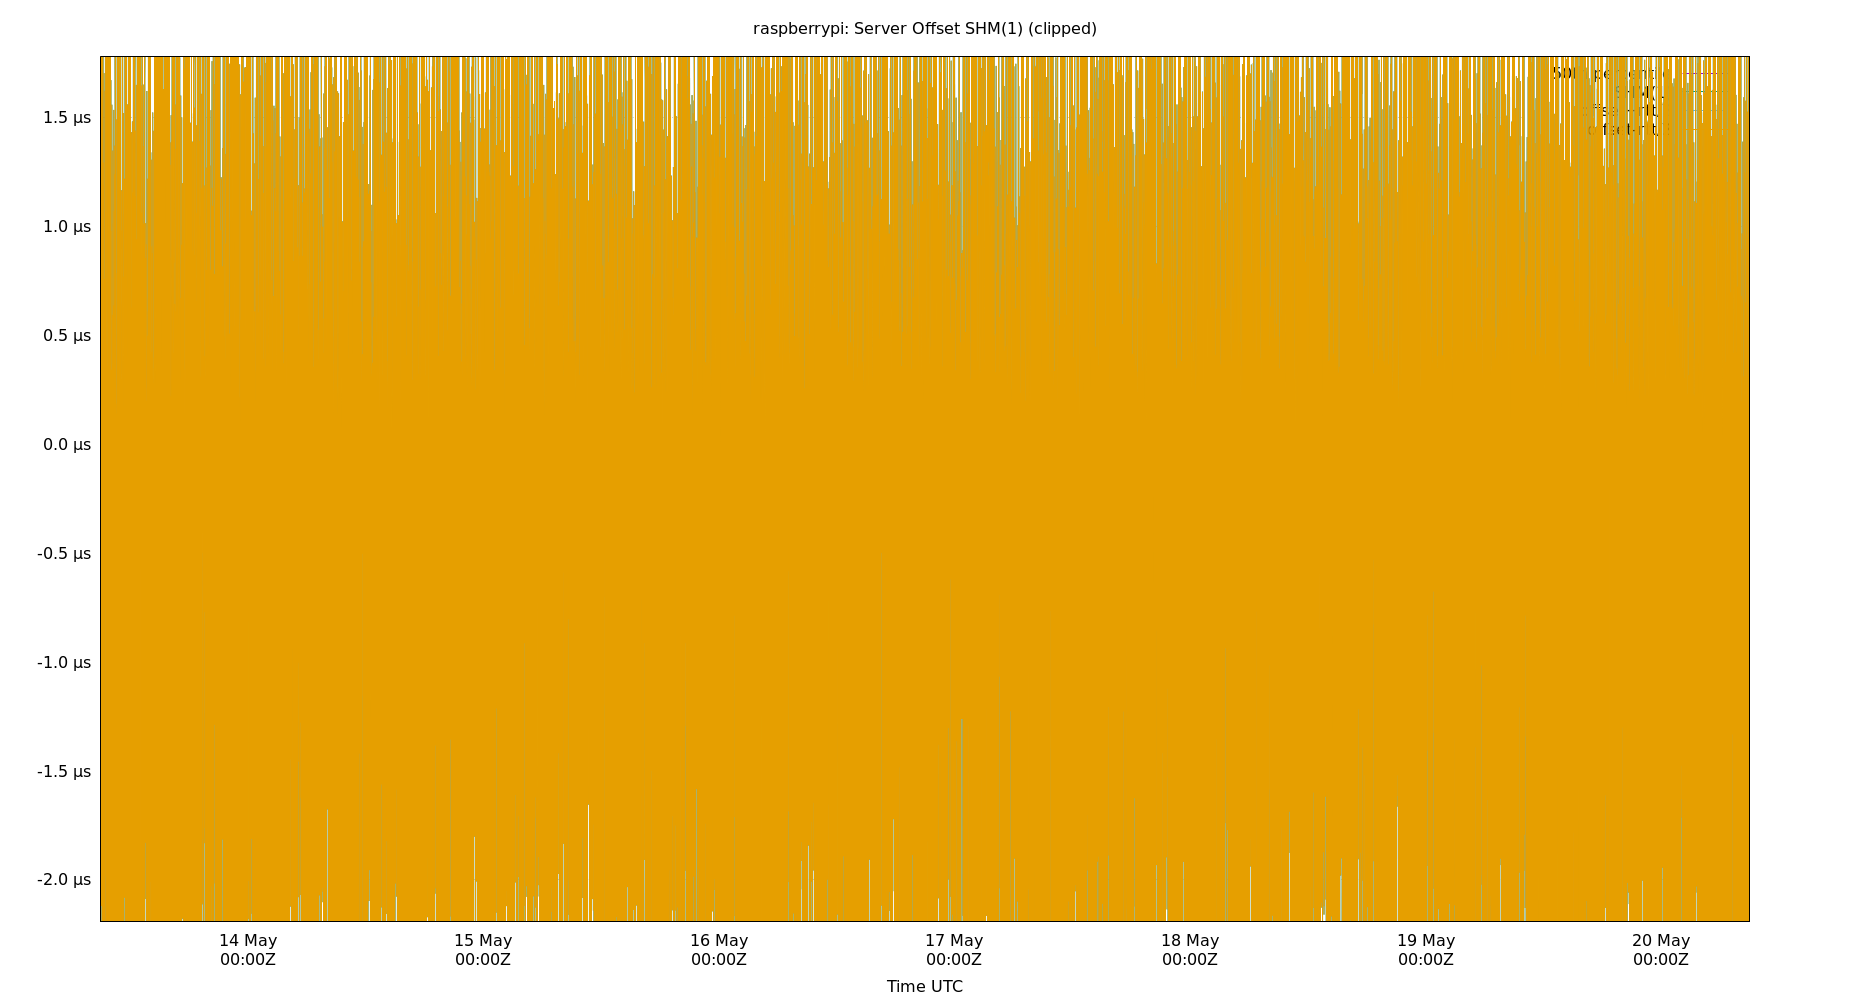 raspberrypi: Server Offset SHM(1) (clipped)
1.5 µs
1.0 µs
0.5 µs
0.0 µs
-0.5 µs
-1.0 µs
-1.5 µs
-2.0 µs
14 May 15 May 16 May 17 May 18 May 19 May 20 May
00:00Z 00:00Z 00:00Z 00:00Z 00:00Z 00:00Z 00:00Z
Time UTC